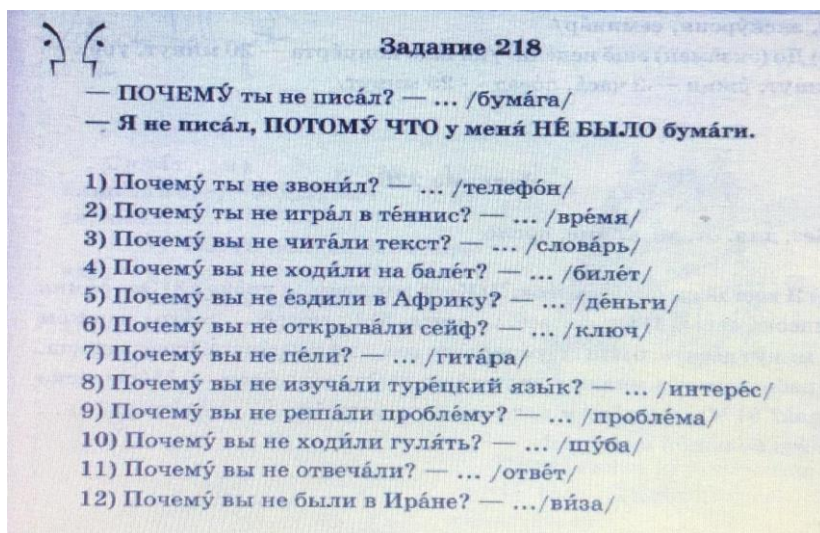 Задание 218
— ПОЧЕМУ́ ты не писа́л? — ... /бума́га/
— Я не писа́л, ПОТОМУ́ ЧТО у меня́ НЕ́ БЫЛО бума́ги.
1) Почему́ ты не звони́л? — ... /телефо́н/
2) Почему́ ты не игра́л в те́ннис? — ... /вре́мя/
3) Почему́ вы не чита́ли текст? — ... /слова́рь/
4) Почему́ вы не ходи́ли на бале́т? — ... /биле́т/
5) Почему́ вы не е́здили в Африку? — ... /де́ньги/
6) Почему́ вы не открыва́ли сейф? — ... /ключ/
7) Почему́ вы не пе́ли? — ... /гита́ра/
8) Почему́ вы не изуча́ли туре́цкий язы́к? — ... /интере́с/
9) Почему́ вы не реша́ли пробле́му? — ... /пробле́ма/
10) Почему́ вы не ходи́ли гуля́ть? — ... /шу́ба/
11) Почему́ вы не отвеча́ли? — ... /отве́т/
12) Почему́ вы не были в Ира́не? — .../ви́за/